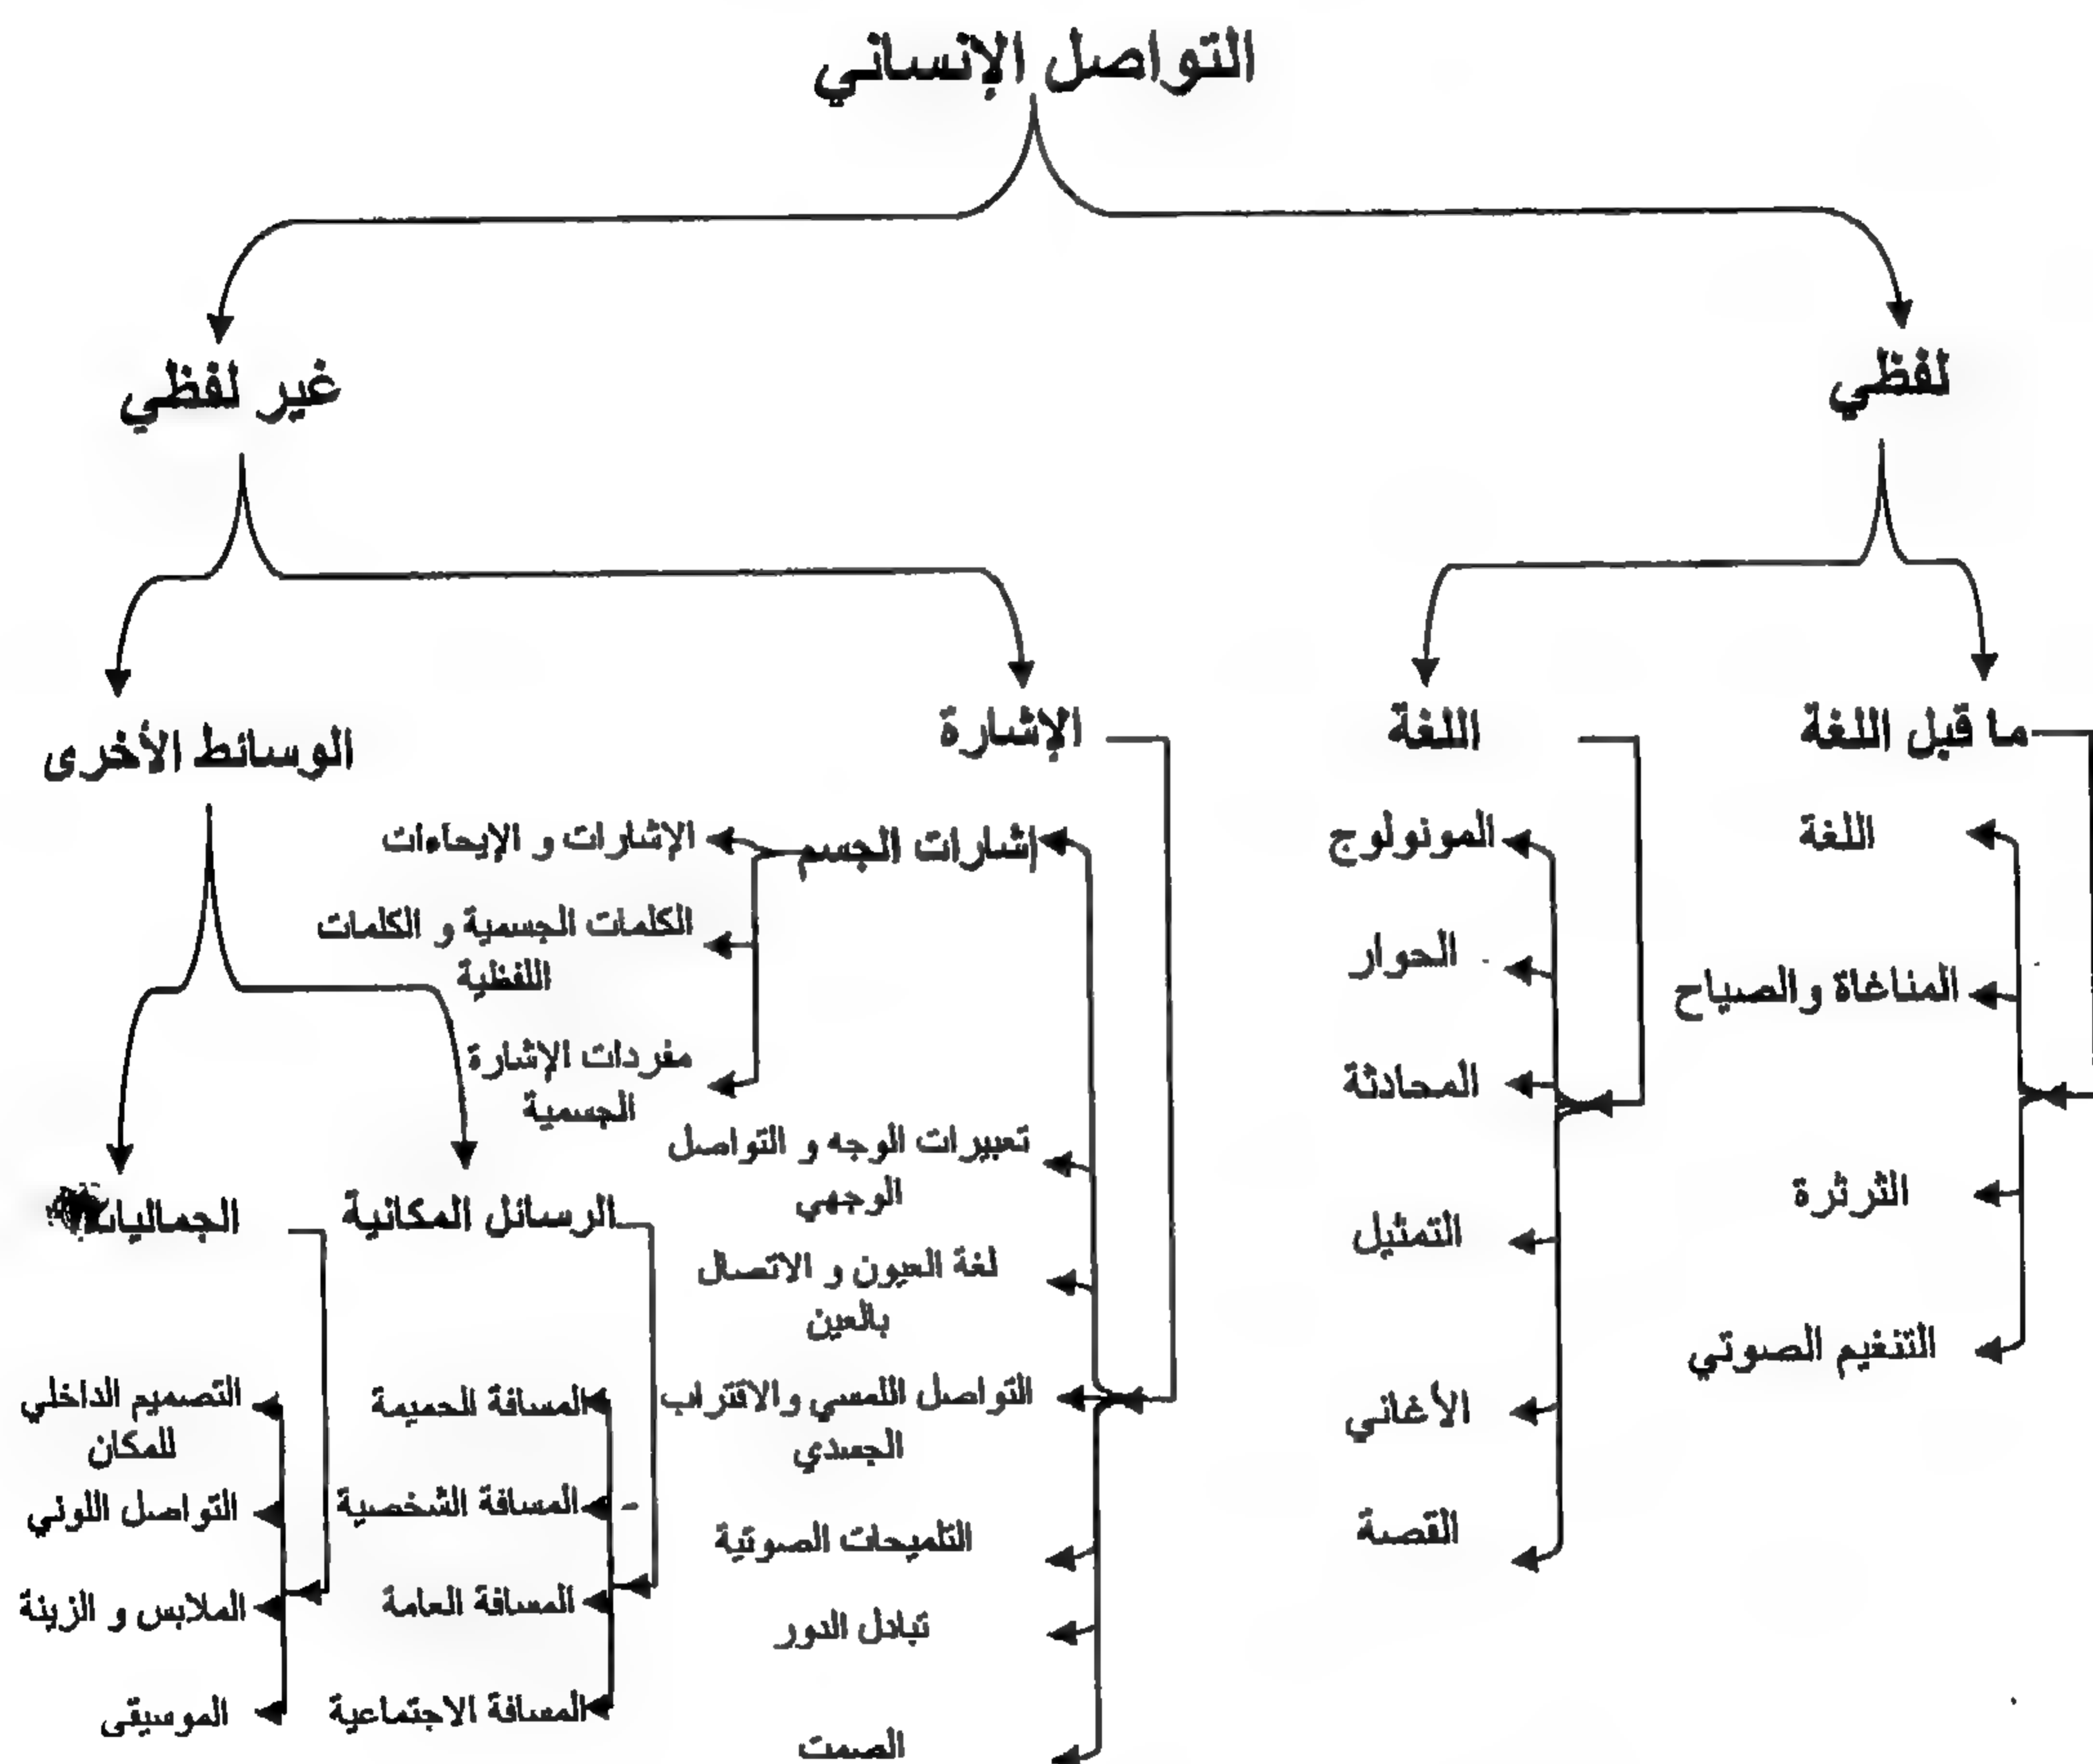 التواصل الإنساني
لفظي
غير لفظي
ما قبل اللغة
اللغة
المناغاة والصياح
الثرثرة
التنغيم الصوتي
اللغة
المونولوج
الحوار
المحادثة
التمثيل
الأغاني
القصة
الإشارة
إشارات الجسم
الإشارات و الإيحاءات
الكلمات الجسمية و الكلمات
اللفظية
مفردات الإشارة
الجسمية
تعبيرات الوجه و التواصل
الوجهي
لغة العيون و الاتصال
بالعين
التواصل اللمسي والاقتراب
الجسدي
التلميحات الصوتية
تبادل الدور
الصمت
الوسائط الأخرى
الرسائل المكانية
المسافة الحميمة
المسافة الشخصية
المسافة العامة
المسافة الاجتماعية
الجماليات
التصميم الداخلي
للمكان
التواصل اللوني
الملابس و الزينة
الموسيقى